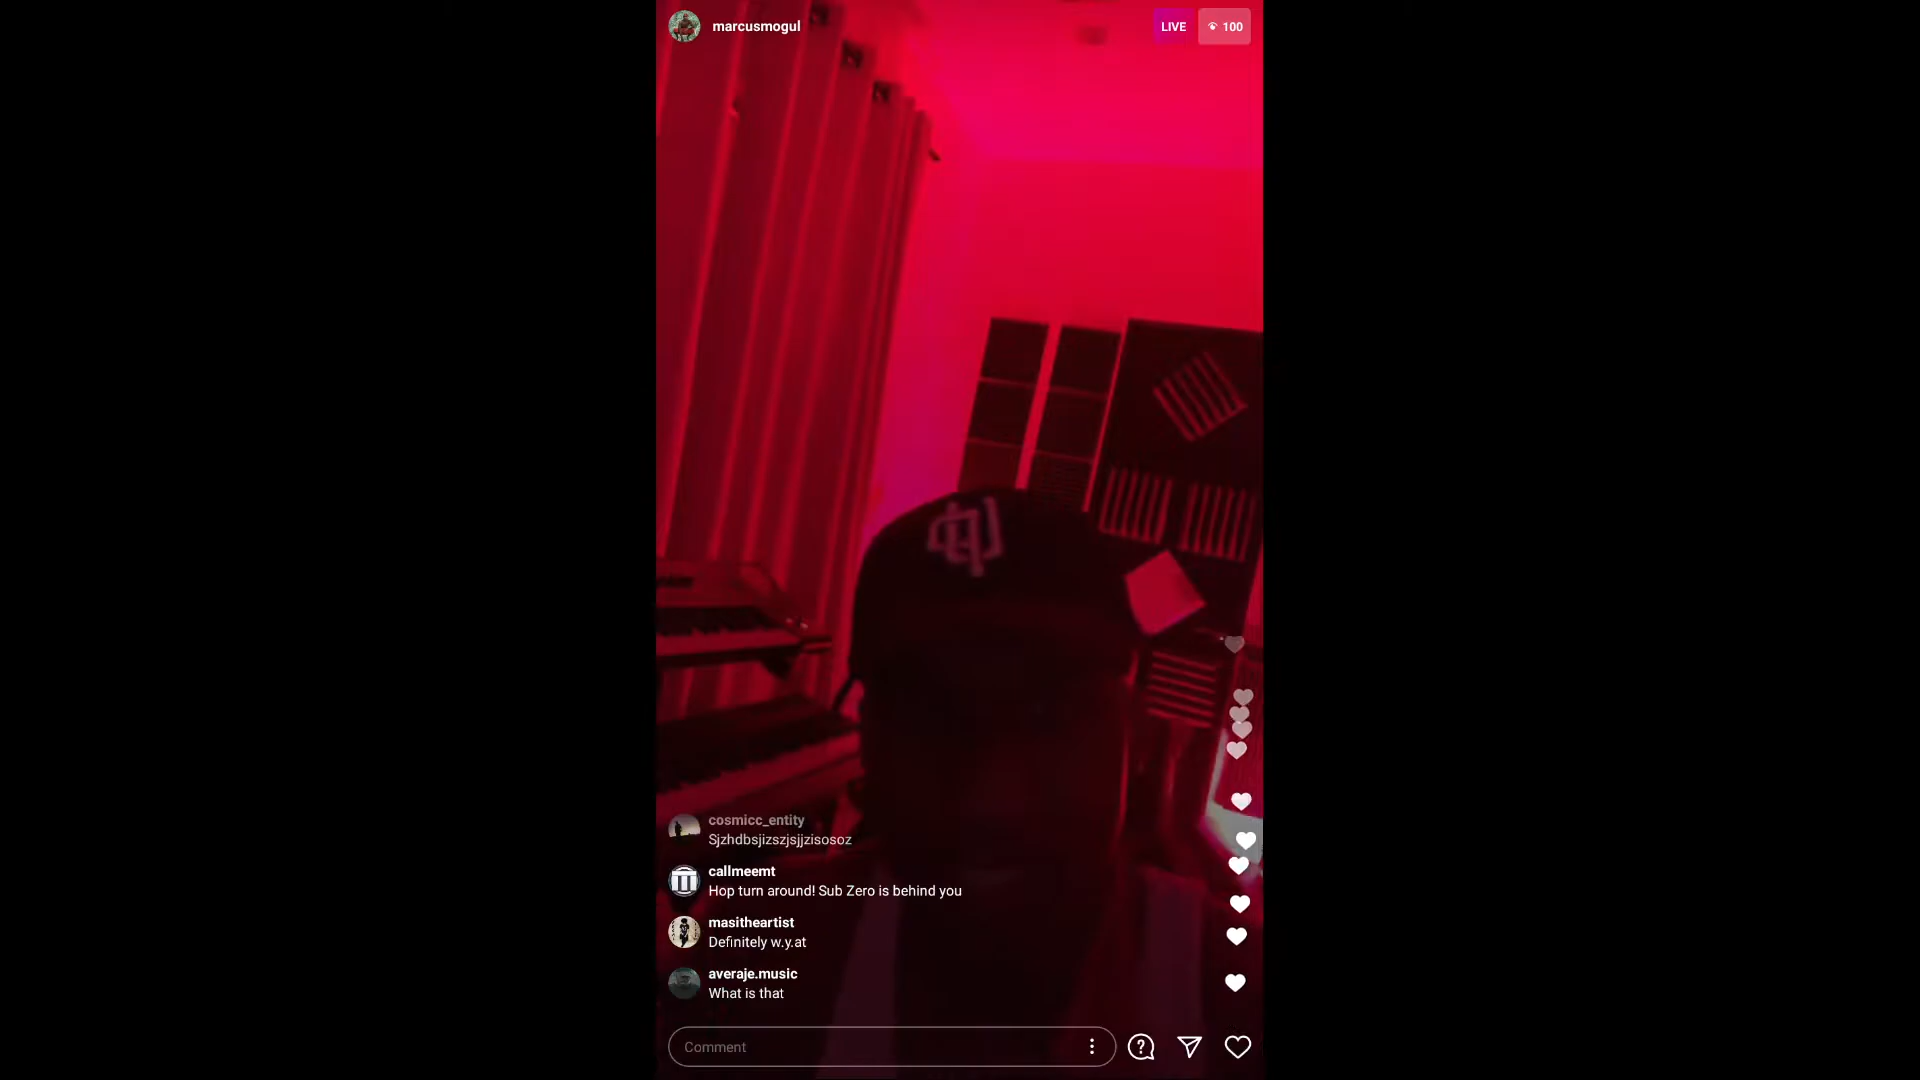 marcusmogul
LIVE
100
cosmicc_entity
Sjzhdbsjizszjsjjzisosoz
callmeemt
Hop turn around! Sub Zero is behind you
masitheartist
Definitely w.y.at
averaje.music
What is that
Comment